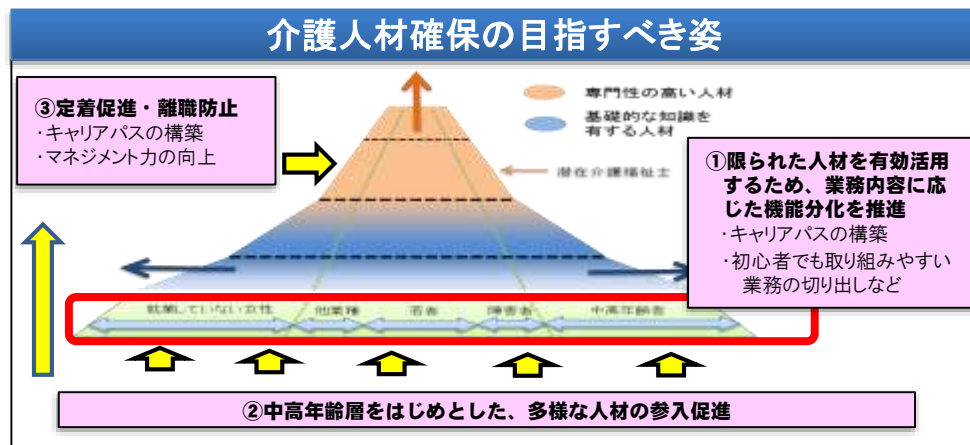 介護人材確保の目指すべき姿
③定着促進・離職防止
・キャリアパスの構築
・マネジメント力の向上
専門性の高い人材
基礎的な知識を
有する人材
潜在介護福祉士
①限られた人材を有効活用
するため、業務内容に応
じた機能分化を推進
・キャリアパスの構築
・初心者でも取り組みやすい
業務の切り出しなど
就業していない女性
他業種
若者
障害者
中高年齢者
②中高年齢層をはじめとした、多様な人材の参入促進